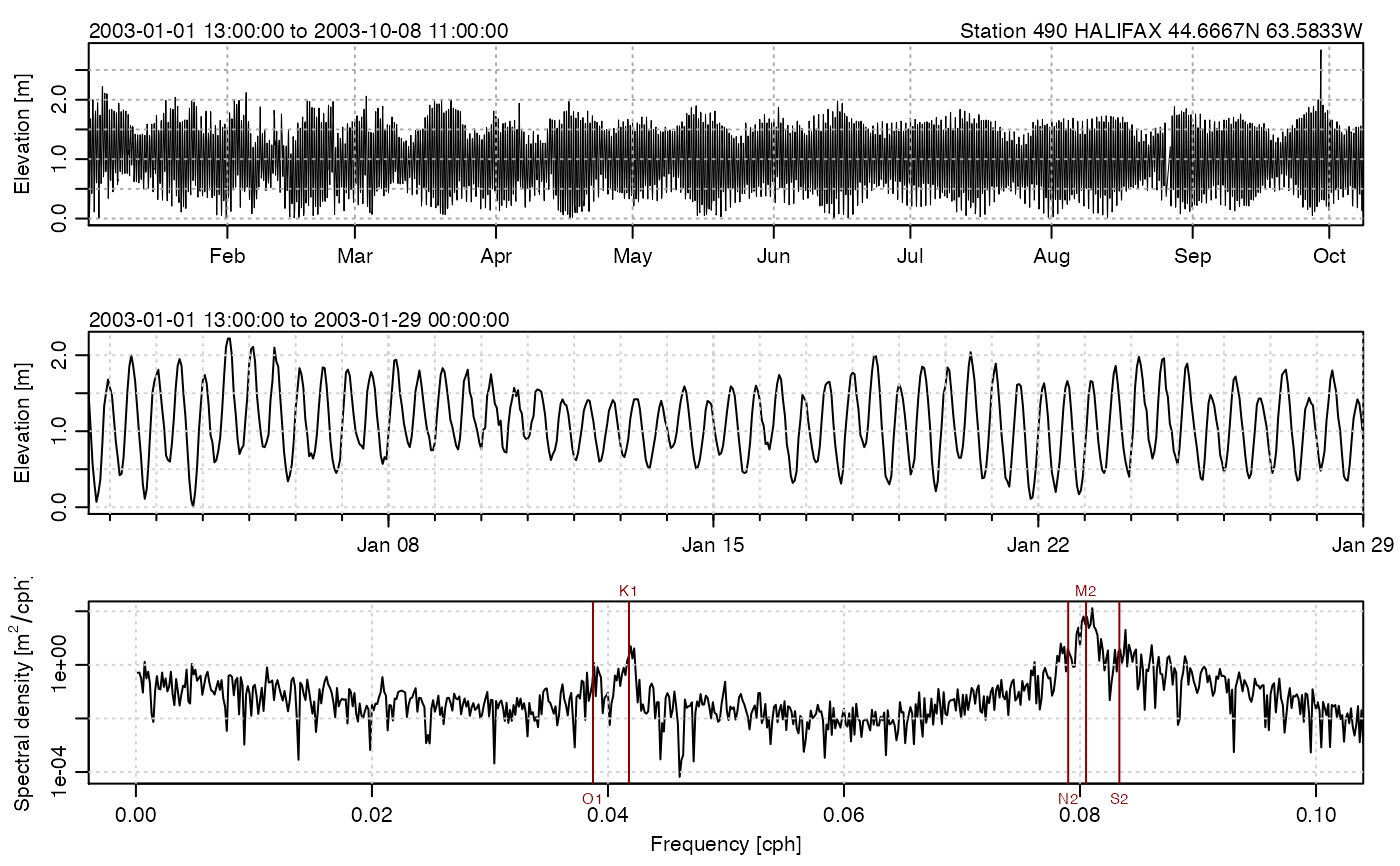 2003-01-01 13:00:00 to 2003-10-08 11:00:00 Station 490 HALIFAX 44.6667N 63.5833W
Elevation [m]
2.0
1.0
0.0
Feb Mar Apr May Jun Jul Aug Sep Oct
2003-01-01 13:00:00 to 2003-01-29 00:00:00
Elevation [m]
2.0
1.0
0.0
Jan 08 Jan 15 Jan 22 Jan 29
K1 M2
Spectral density [m²/cph]
1e+00
1e-04
O1 N2 S2
0.00 0.02 0.04 0.06 0.08 0.10
Frequency [cph]